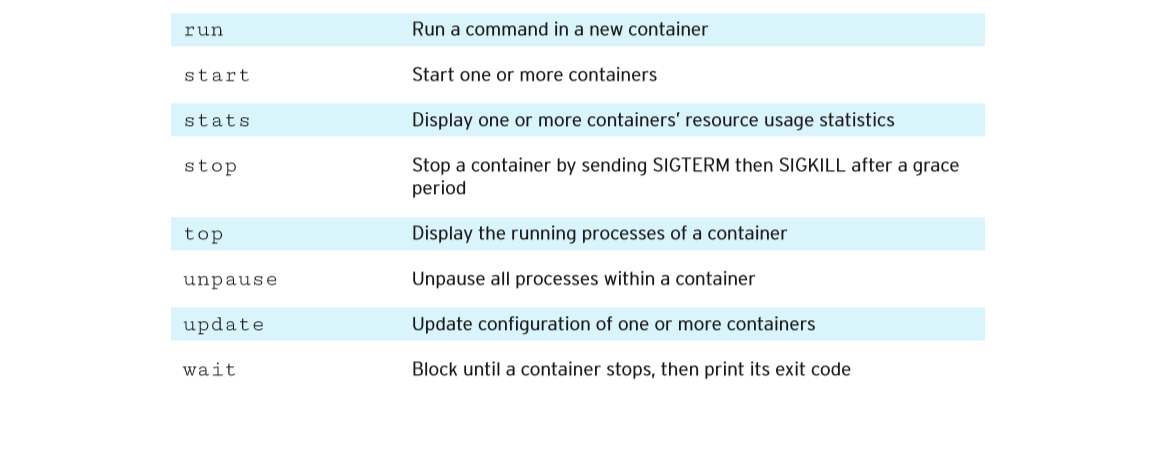 run Run a command in a new container
start Start one or more containers
stats Display one or more containers’ resource usage statistics
stop Stop a container by sending SIGTERM then SIGKILL after a grace
period
top Display the running processes of a container
unpause Unpause all processes within a container
update Update configuration of one or more containers
wait Block until a container stops, then print its exit code